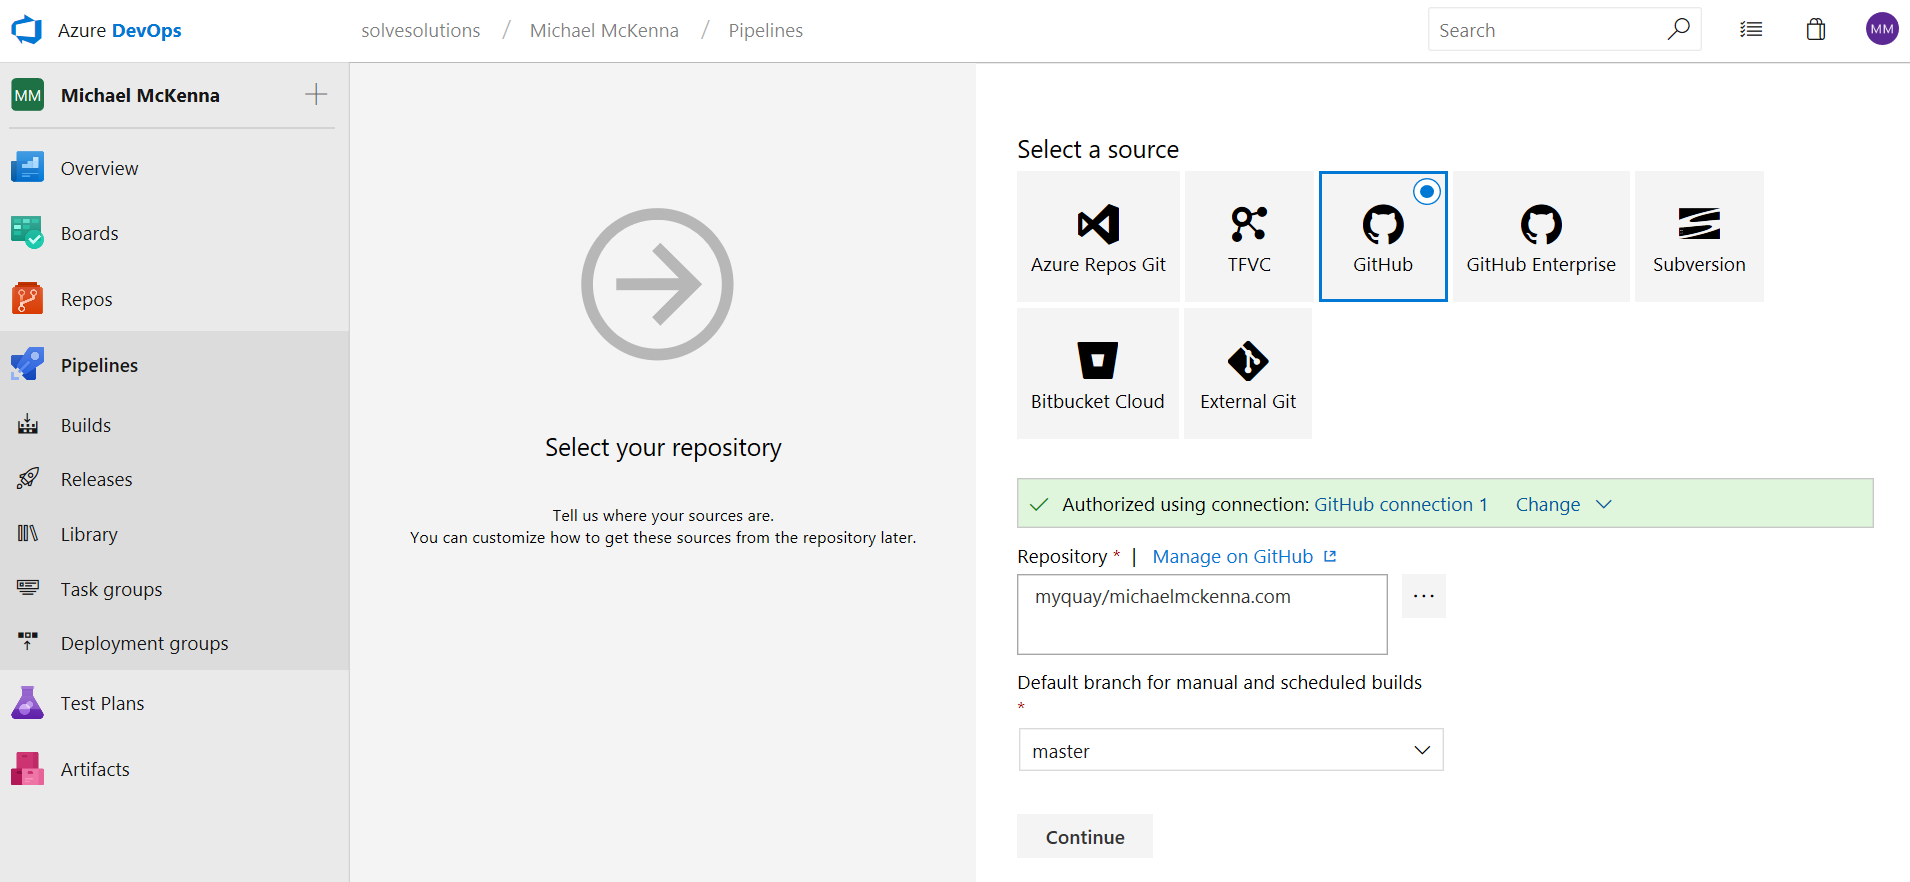 Azure DevOps
solvesolutions / Michael McKenna / Pipelines
Search
MM
MM
Michael McKenna
Overview
Boards
Repos
Pipelines
Builds
Releases
Library
Task groups
Deployment groups
Test Plans
Artifacts
Select your repository
Tell us where your sources are.
You can customize how to get these sources from the repository later.
Select a source
Azure Repos Git
TFVC
GitHub
GitHub Enterprise
Subversion
Bitbucket Cloud
External Git
Authorized using connection: GitHub connection 1 Change
Repository * | Manage on GitHub
myquay/michaelmckenna.com
...
Default branch for manual and scheduled builds
*
master
Continue